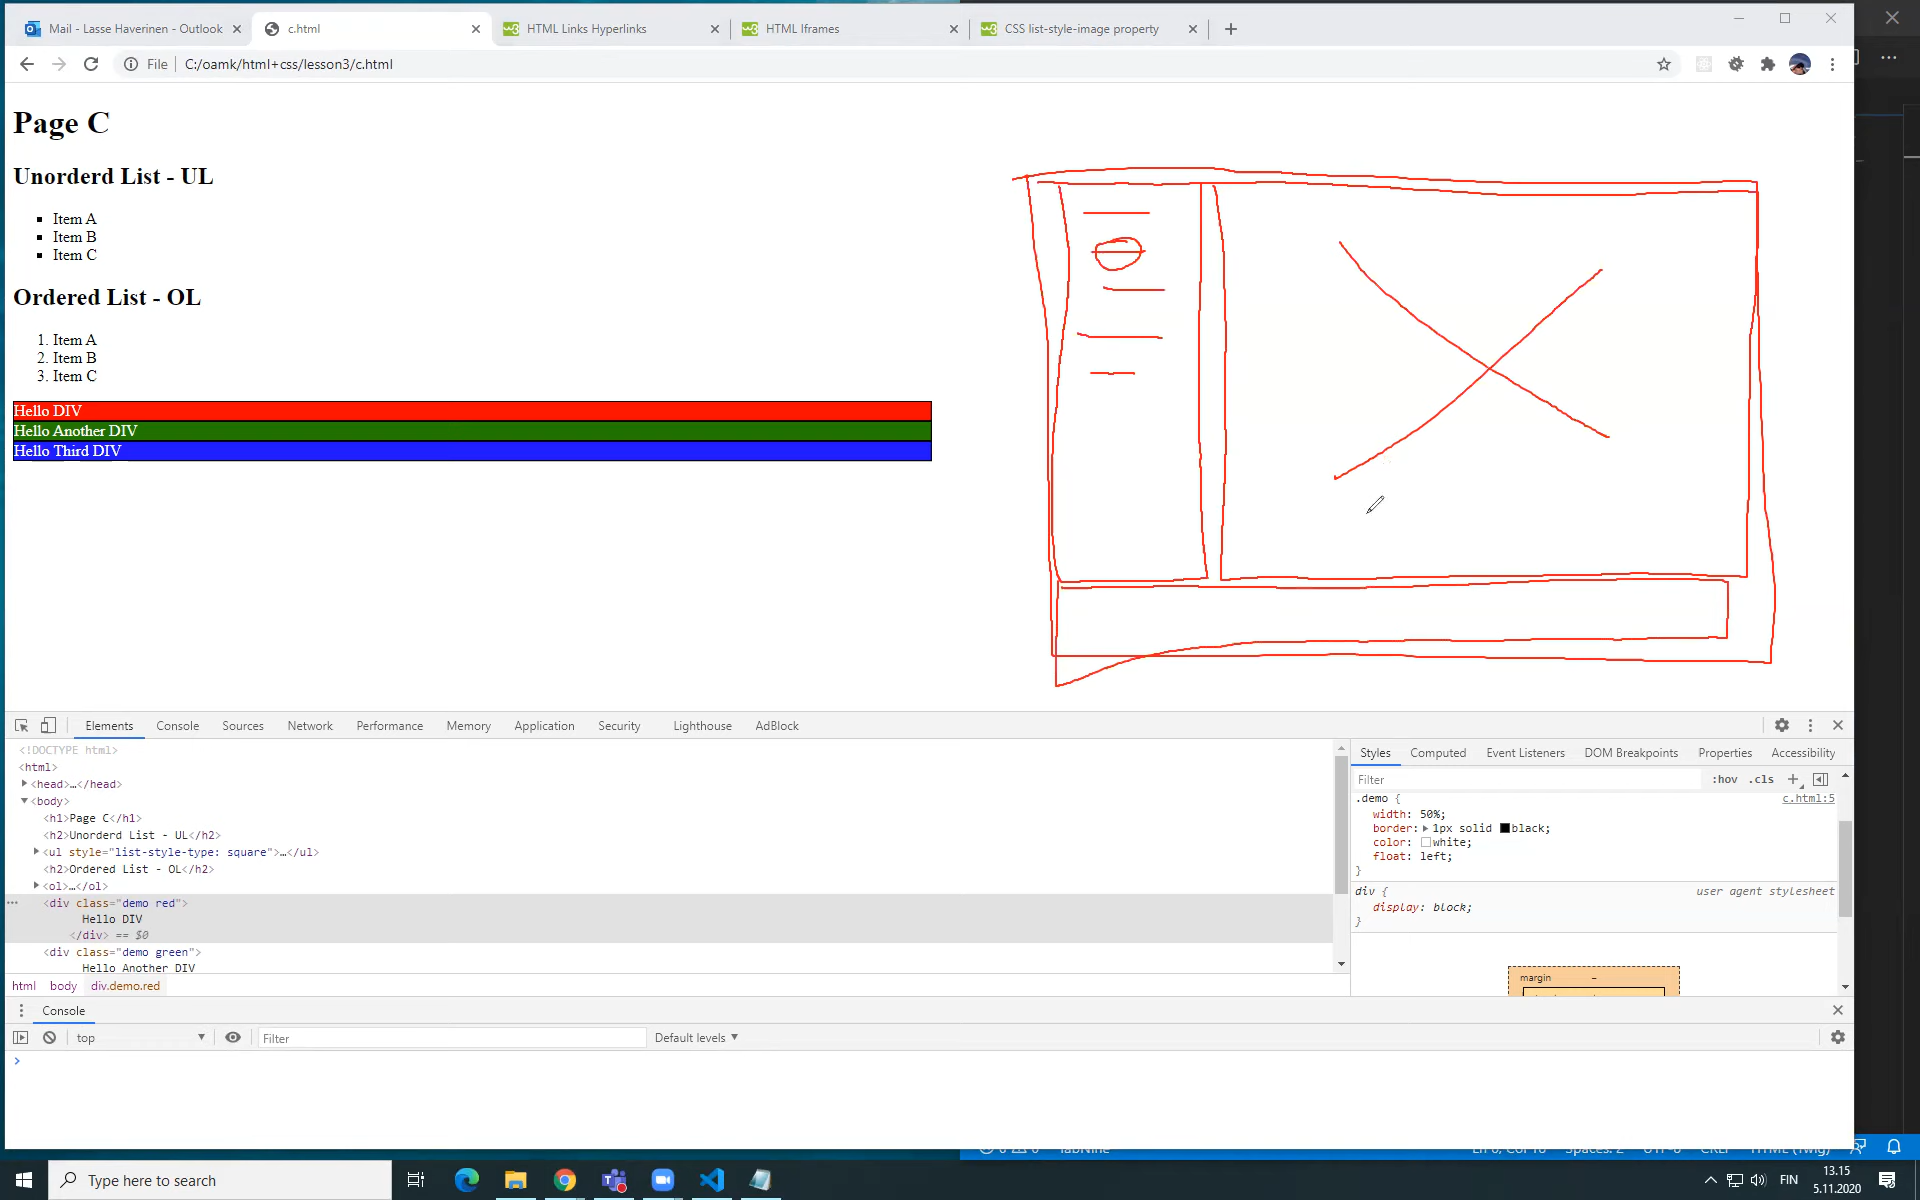 Mail - Lasse Haverinen - Outlook
c.html
HTML Links Hyperlinks
HTML Iframes
CSS list-style-image property
File
C:/oamk/html+css/lesson3/c.html
Page C
Unorderd List - UL
Item A
Item B
Item C
Ordered List - OL
1. Item A
2. Item B
3. Item C
Hello DIV
Hello Another DIV
Hello Third DIV
Elements Console Sources Network Performance Memory Application Security Lighthouse AdBlock
<!DOCTYPE html>
<html>
<head>…</head>
<body>
<h1>Page C</h1>
<h2>Unorderd List - UL</h2>
<ul style="list-style-type: square">…</ul>
<h2>Ordered List - OL</h2>
<ol>…</ol>
<div class="demo red">
Hello DIV
</div> == $0
<div class="demo green">
Hello Another DIV
html body div.demo.red
Styles Computed Event Listeners DOM Breakpoints Properties Accessibility
Filter
:hov .cls
.demo {
c.html:5
width: 50%;
border: 1px solid black;
color: white;
float: left;
}
div {
user agent stylesheet
display: block;
}
margin –
Console
top
Filter
Default levels
>
Type here to search
FIN
13.15
5.11.2020